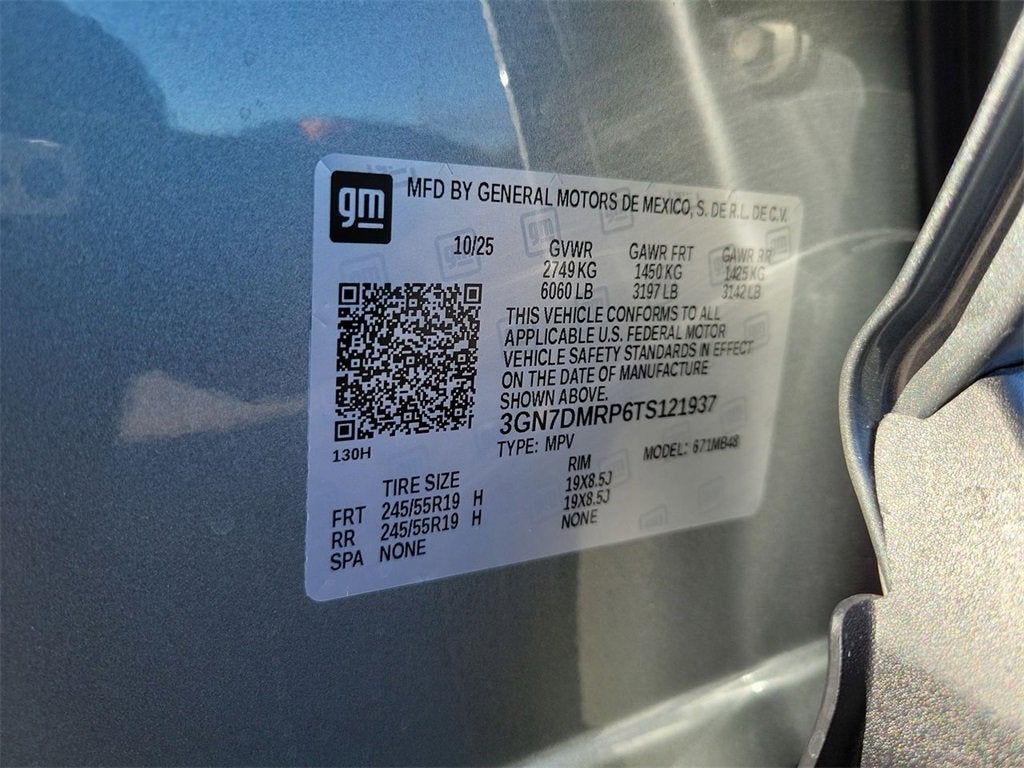 gm MFD BY GENERAL MOTORS DE MEXICO, S. DE R.L. DE C.V.
10/25 GVWR GAWR FRT GAWR RR
2749 KG 1450 KG 1425 KG
6060 LB 3197 LB 3142 LB
THIS VEHICLE CONFORMS TO ALL
APPLICABLE U.S. FEDERAL MOTOR
VEHICLE SAFETY STANDARDS IN EFFECT
ON THE DATE OF MANUFACTURE
SHOWN ABOVE.
3GN7DMRP6TS121937
130H TYPE: MPV MODEL: 671MB48
TIRE SIZE RIM
FRT 245/55R19 H 19X8.5J
RR 245/55R19 H 19X8.5J
SPA NONE NONE